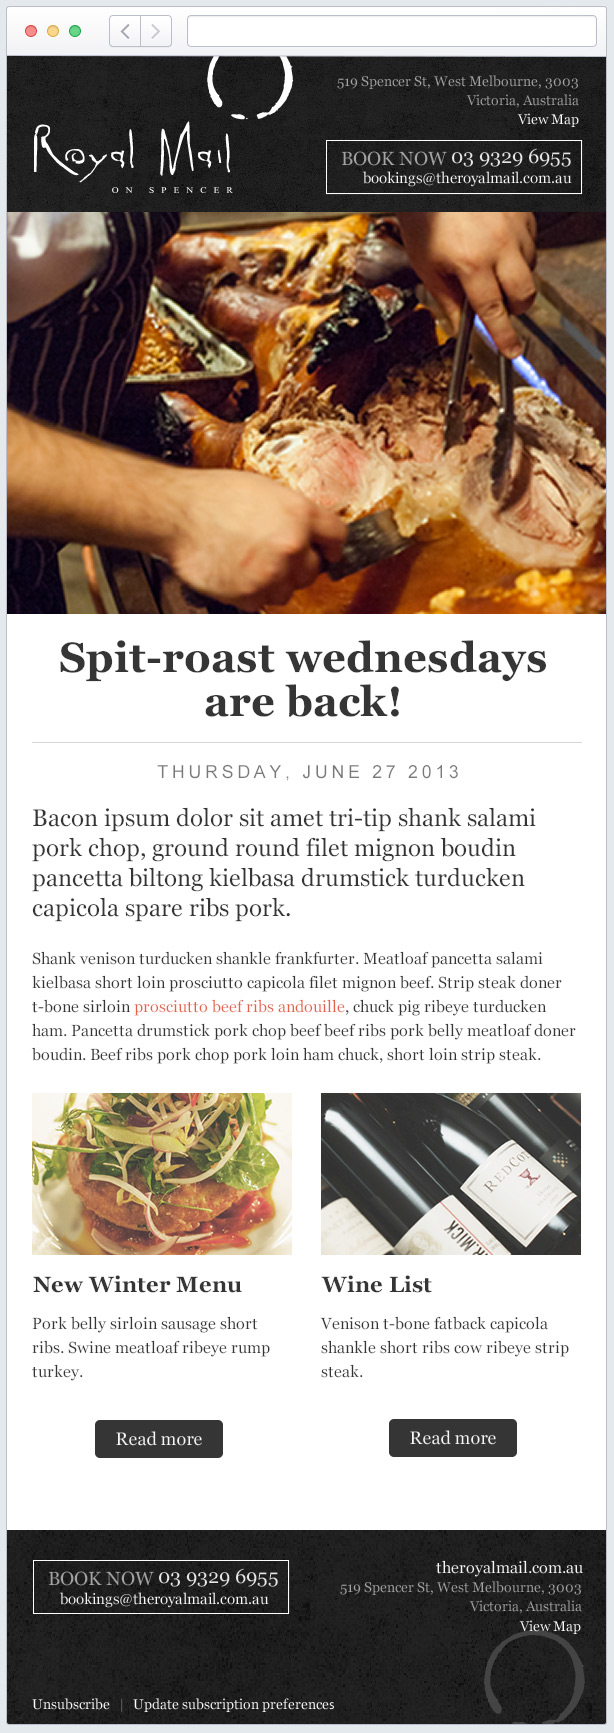 519 Spencer St, West Melbourne, 3003
Victoria, Australia
View Map
Royal Mail
ON SPENCER
BOOK NOW 03 9329 6955
bookings@theroyalmail.com.au
Spit-roast wednesdays
are back!
THURSDAY, JUNE 27 2013
Bacon ipsum dolor sit amet tri-tip shank salami
pork chop, ground round filet mignon boudin
pancetta biltong kielbasa drumstick turducken
capicola spare ribs pork.
Shank venison turducken shankle frankfurter. Meatloaf pancetta salami
kielbasa short loin prosciutto capicola filet mignon beef. Strip steak doner
t-bone sirloin prosciutto beef ribs andouille, chuck pig ribeye turducken
ham. Pancetta drumstick pork chop beef beef ribs pork belly meatloaf doner
boudin. Beef ribs pork chop pork loin ham chuck, short loin strip steak.
New Winter Menu
Pork belly sirloin sausage short
ribs. Swine meatloaf ribeye rump
turkey.
Read more
REDCO
MICK
Wine List
Venison t-bone fatback capicola
shankle short ribs cow ribeye strip
steak.
Read more
BOOK NOW 03 9329 6955
bookings@theroyalmail.com.au
theroyalmail.com.au
519 Spencer St, West Melbourne, 3003
Victoria, Australia
View Map
Unsubscribe | Update subscription preferences